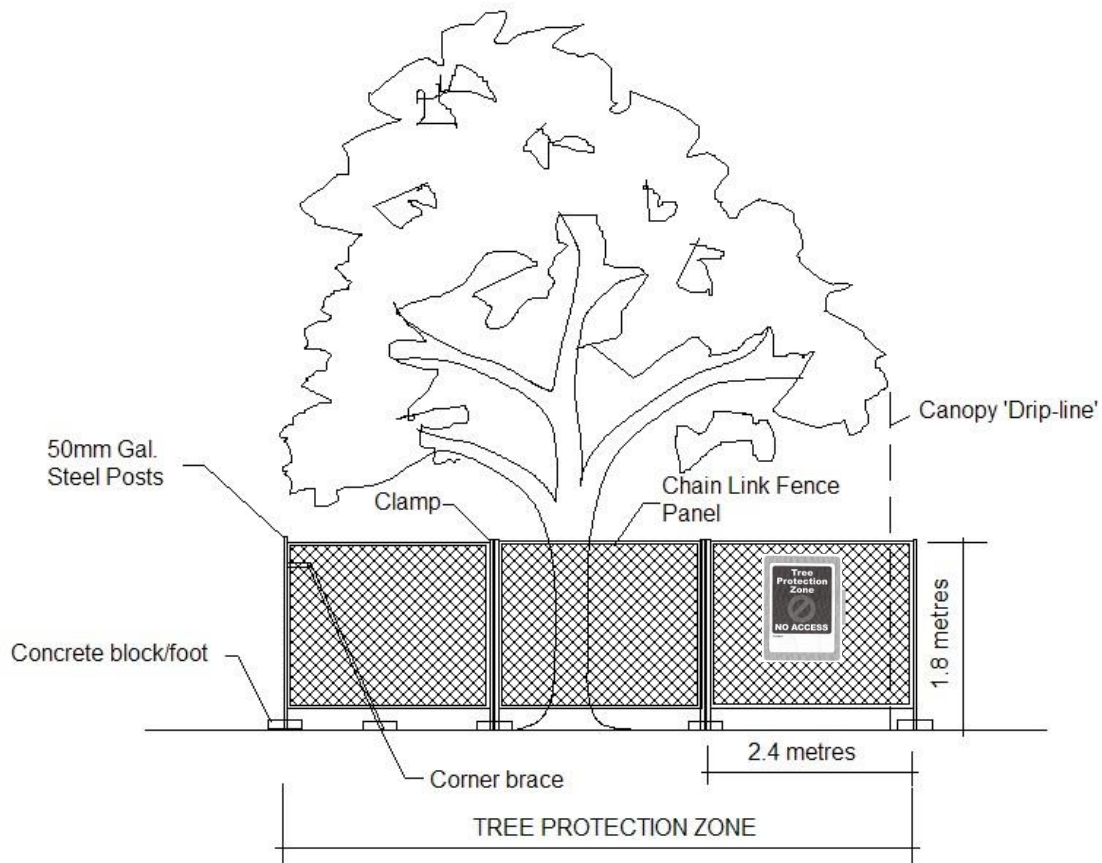 Canopy 'Drip-line'
50mm Gal.
Steel Posts
Clamp
Chain Link Fence
Panel
Tree
Protection
Zone
NO ACCESS
1.8 metres
Concrete block/foot
2.4 metres
Corner brace
TREE PROTECTION ZONE